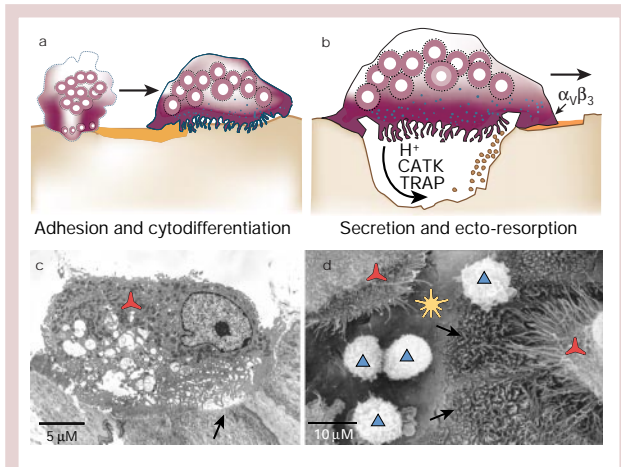 a
b
αVβ3
H+
CATK
TRAP
Adhesion and cytodifferentiation
Secretion and ecto-resorption
c
d
5 µM
10 µM